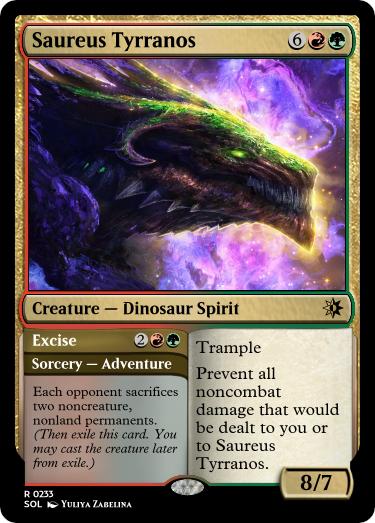 Saureus Tyrranos 6
Creature — Dinosaur Spirit
Excise 2
Sorcery — Adventure
Each opponent sacrifices
two noncreature,
nonland permanents.
(Then exile this card. You
may cast the creature later
from exile.)
Trample
Prevent all
noncombat
damage that would
be dealt to you or
to Saureus
Tyrranos.
8/7
R 0233
SOL Yuliya Zabelina